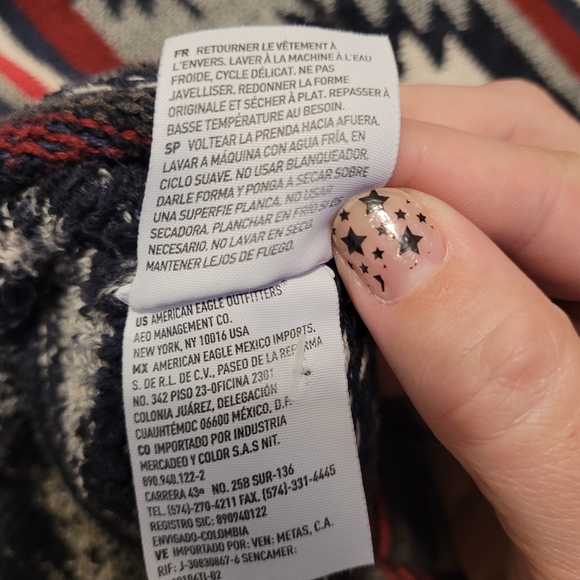 FR RETOURNER LE VÊTEMENT À
L'ENVERS. LAVER À LA MACHINE À L'EAU
FROIDE, CYCLE DÉLICAT. NE PAS
JAVELLISER. REDONNER LA FORME
ORIGINALE ET SÉCHER À PLAT. REPASSER À
BASSE TEMPÉRATURE AU BESOIN.
SP VOLTEAR LA PRENDA HACIA AFUERA,
LAVAR A MÁQUINA CON AGUA FRÍA, EN
CICLO SUAVE. NO USAR BLANQUEADOR,
DARLE FORMA Y PONGA A SECAR SOBRE
UNA SUPERFIE PLANCA. NO USAR
SECADORA. PLANCHAR EN FRÍO SI ES
NECESARIO. NO LAVAR EN SECO.
MANTENER LEJOS DE FUEGO.
US AMERICAN EAGLE OUTFITTERS®
AEO MANAGEMENT CO.
NEW YORK, NY 10016 USA
MX AMERICAN EAGLE MEXICO IMPORTS.
S. DE R.L. DE C.V., PASEO DE LA REFORMA
NO. 342 PISO 23-OFICINA 2301
COLONIA JUÁREZ, DELEGACIÓN
CUAUHTÉMOC 06600 MÉXICO, D.F.
CO IMPORTADO POR INDUSTRIA
MERCADEO Y COLOR S.A.S NIT.
890.940.122-2
CARRERA 43ª NO. 25B SUR-136
TEL. (574)-270-4211 FAX. (574)-331-4445
REGISTRO SIC: 890940122
ENVIGADO-COLOMBIA
VE IMPORTADO POR: VEN: METAS, C.A.
RIF: J-30830867-6 SENCAMER: